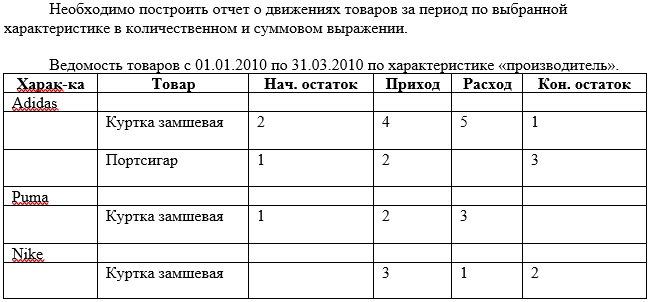 Необходимо построить отчет о движениях товаров за период по выбранной
характеристике в количественном и суммовом выражении.
Ведомость товаров с 01.01.2010 по 31.03.2010 по характеристике «производитель».
Харак-ка Товар Нач. остаток Приход Расход Кон. остаток
Adidas
Куртка замшевая 2 4 5 1
Портсигар 1 2 3
Puma
Куртка замшевая 1 2 3
Nike
Куртка замшевая 3 1 2